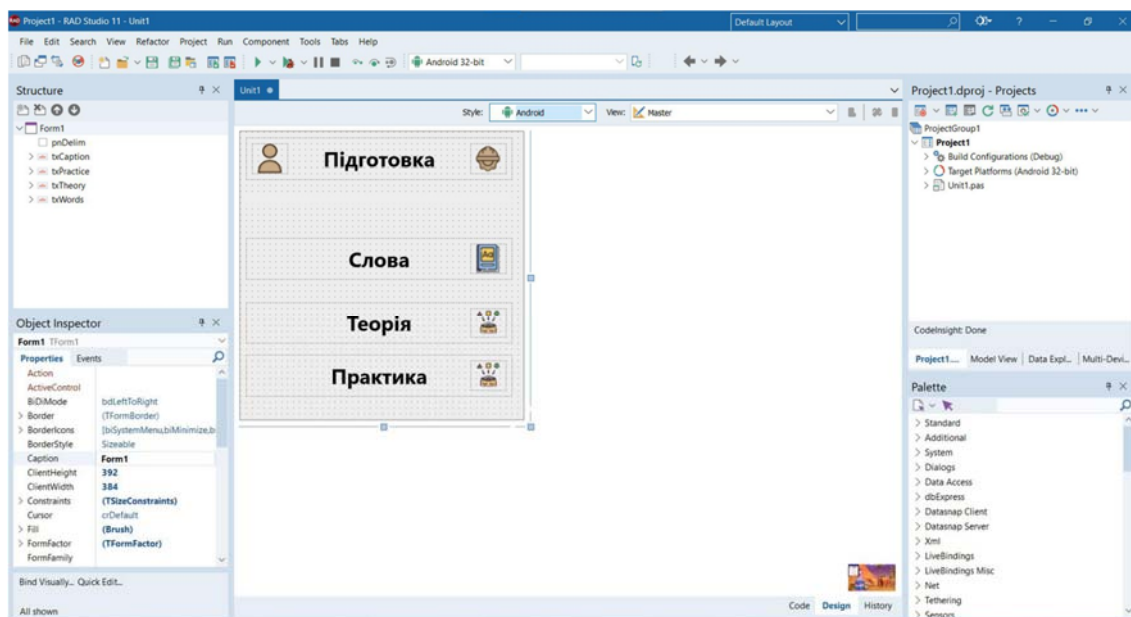 Project1 - RAD Studio 11 - Unit1
Default Layout
File Edit Search View Refactor Project Run Component Tools Tabs Help
Android 32-bit
Structure
Form1
pnDelim
txCaption
txPractice
txTheory
txWords
Object Inspector
Form1 TForm1
Properties Events
Action
ActiveControl
BiDiMode bdLeftToRight
Border (TFormBorder)
BorderIcons [biSystemMenu,biMinimize,b
BorderStyle Sizeable
Caption Form1
ClientHeight 392
ClientWidth 384
Constraints (TSizeConstraints)
Cursor crDefault
Fill (Brush)
FormFactor (TFormFactor)
FormFamily
Bind Visually... Quick Edit...
All shown
Unit1
Style: Android View: Master
Підготовка
Слова
Теорія
Практика
Code Design History
Project1.dproj - Projects
ProjectGroup1
Project1
Build Configurations (Debug)
Target Platforms (Android 32-bit)
Unit1.pas
CodeInsight: Done
Project1.... Model View Data Expl... Multi-Devi...
Palette
Standard
Additional
System
Dialogs
Data Access
dbExpress
Datasnap Client
Datasnap Server
Xml
LiveBindings
LiveBindings Misc
Net
Tethering
Sensors